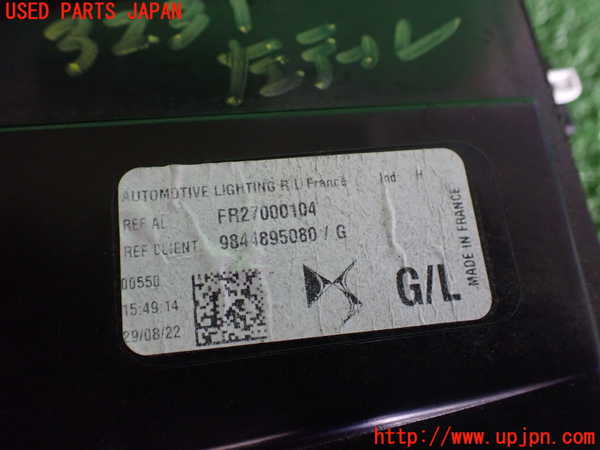 USED PARTS JAPAN
AUTOMOTIVE LIGHTING R L France Ind H
REF AL FR27000104
REF CLIENT 9844895080 / G
00550
15:49:14
29/08/22
G/L
MADE IN FRANCE
http://www.upjpn.com/